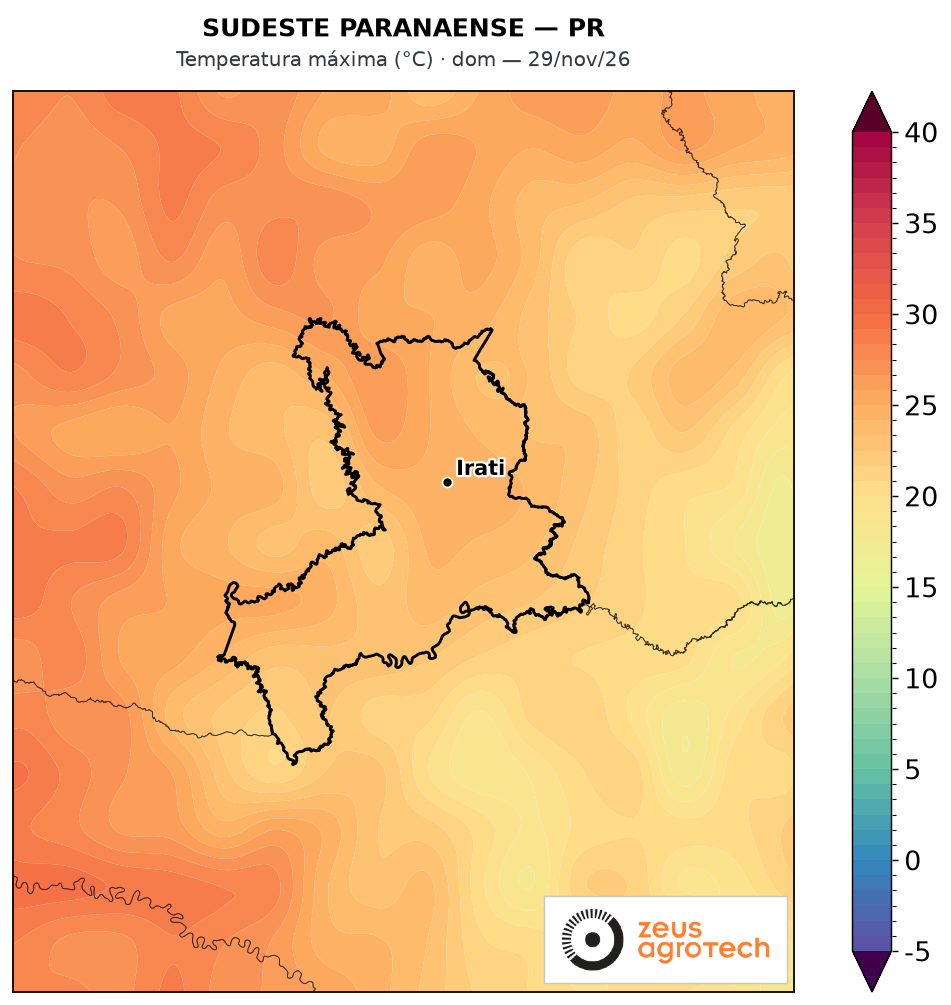 SUDESTE PARANAENSE — PR
Temperatura máxima (°C) · dom — 29/nov/26
40
35
30
25
20
15
10
5
0
-5
Irati
zeus
agroTech